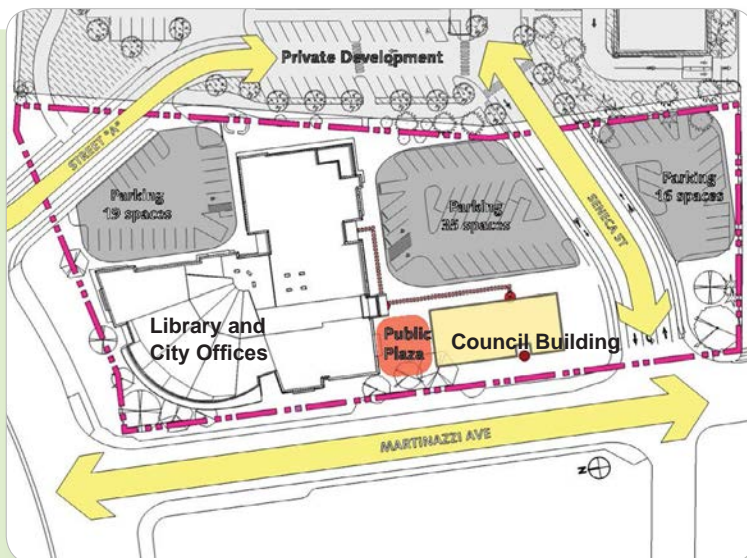 Private Development
STREET "A"
Parking
19 spaces
Parking
35 spaces
Parking
16 spaces
SENECA ST
Library and
City Offices
Public
Plaza
Council Building
MARTINAZZI AVE
N